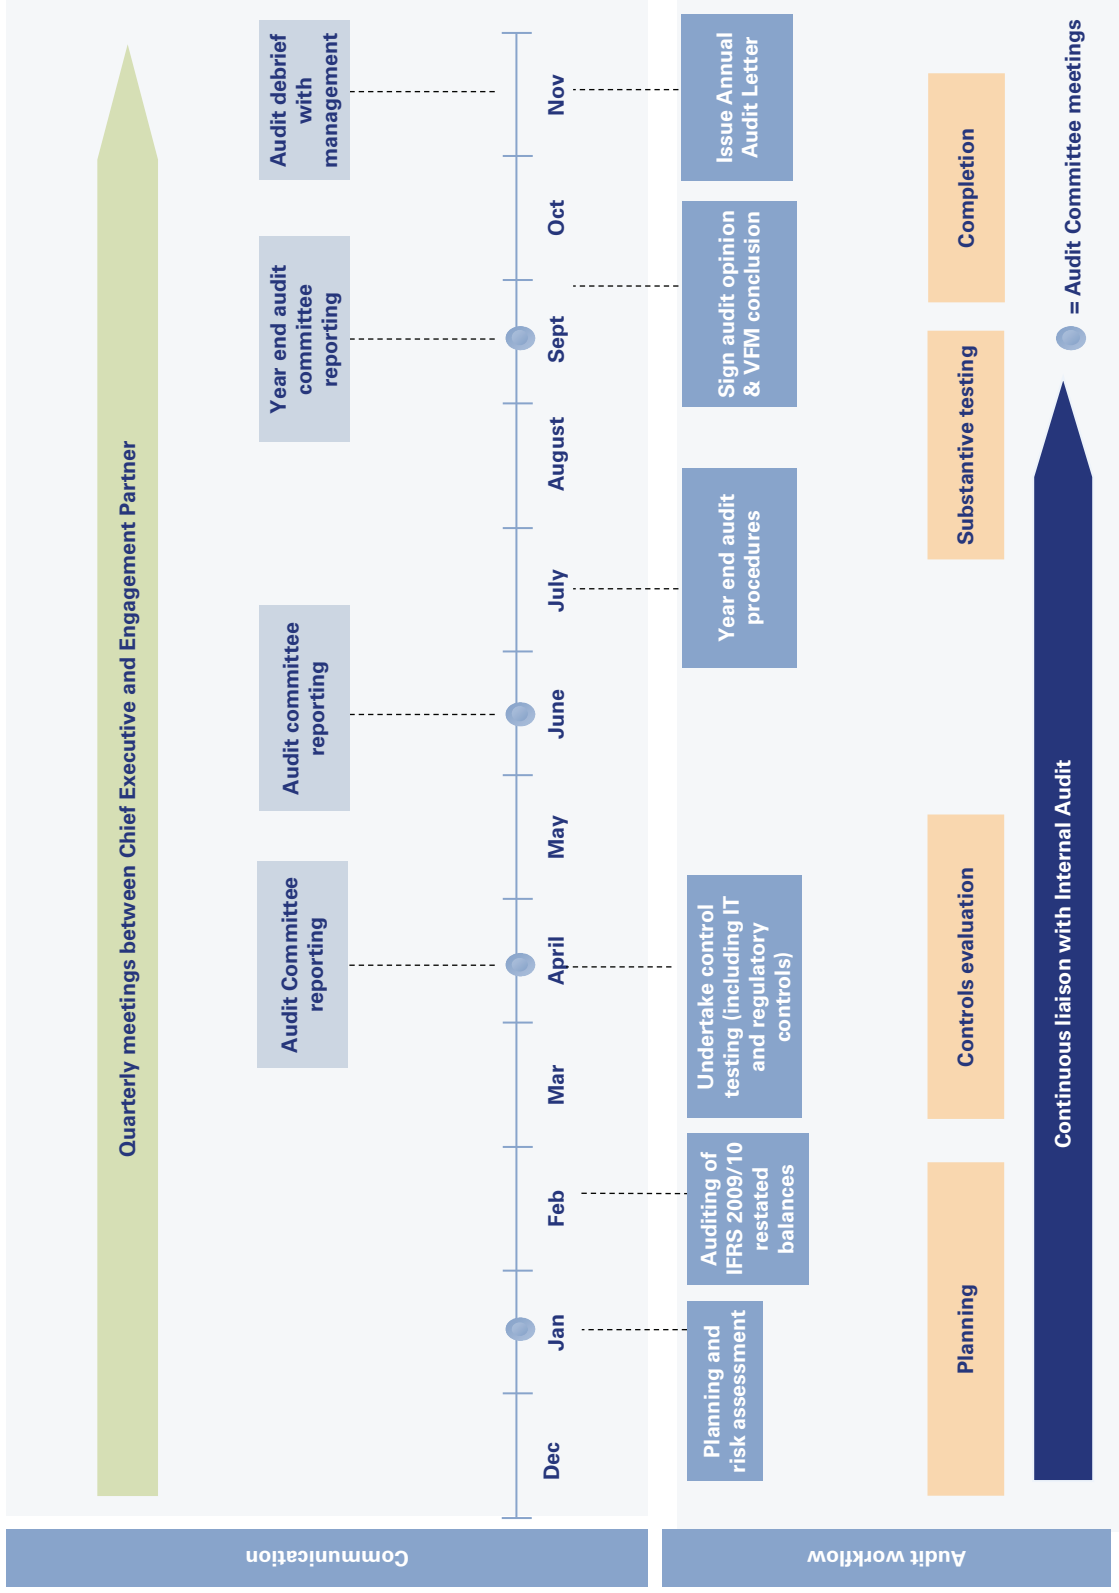 Communication
Quarterly meetings between Chief Executive and Engagement Partner
Audit Committee
reporting
Audit committee
reporting
Year end audit
committee
reporting
Audit debrief
with
management
Dec
Jan
Feb
Mar
April
May
June
July
August
Sept
Oct
Nov
Audit workflow
Planning and
risk assessment
Auditing of
IFRS 2009/10
restated
balances
Undertake control
testing (including IT
and regulatory
controls)
Year end audit
procedures
Sign audit opinion
& VFM conclusion
Issue Annual
Audit Letter
Planning
Controls evaluation
Substantive testing
Completion
Continuous liaison with Internal Audit
= Audit Committee meetings